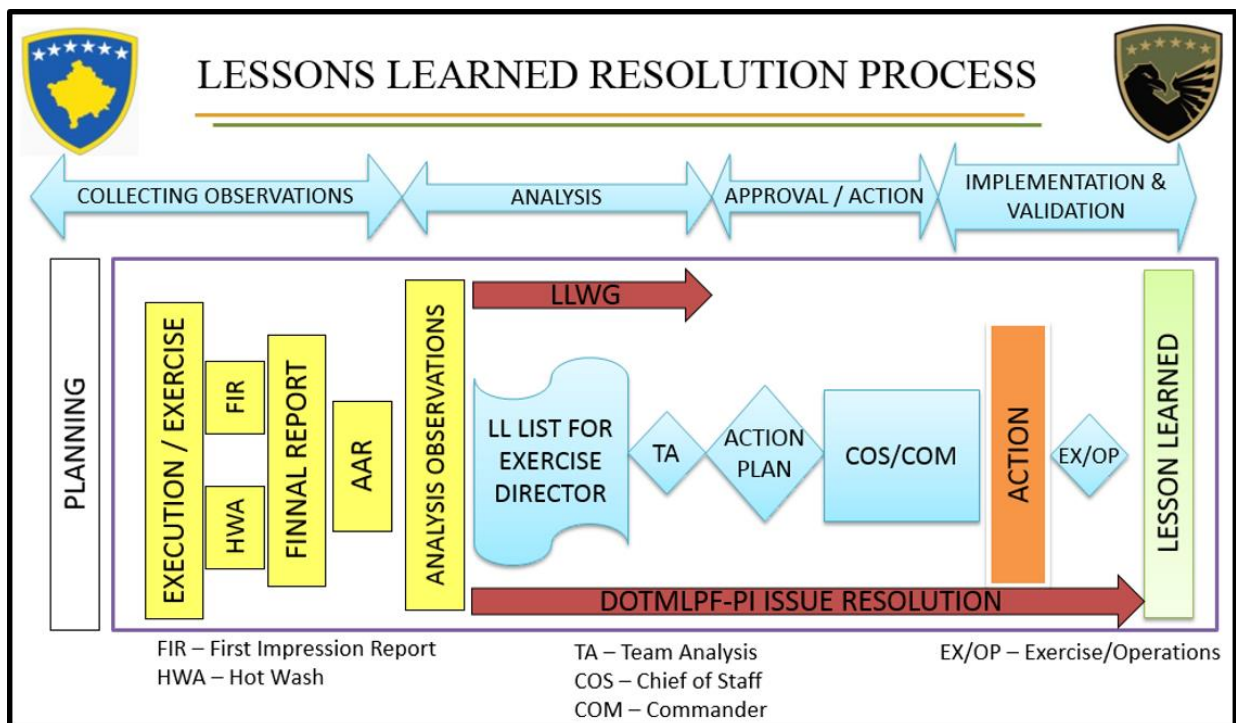 LESSONS LEARNED RESOLUTION PROCESS
COLLECTING OBSERVATIONS
ANALYSIS
APPROVAL / ACTION
IMPLEMENTATION &
VALIDATION
PLANNING
EXECUTION / EXERCISE
FIR
HWA
FINNAL REPORT
AAR
ANALYSIS OBSERVATIONS
LLWG
LL LIST FOR
EXERCISE
DIRECTOR
TA
ACTION
PLAN
COS/COM
ACTION
EX/OP
LESSON LEARNED
DOTMLPF-PI ISSUE RESOLUTION
FIR – First Impression Report
HWA – Hot Wash
TA – Team Analysis
COS – Chief of Staff
COM – Commander
EX/OP – Exercise/Operations